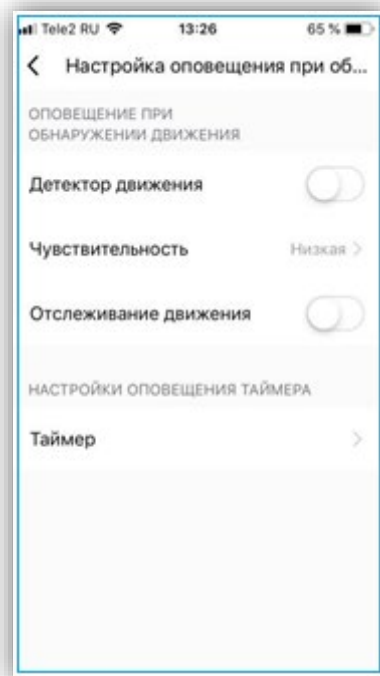 Tele2 RU 13:26 65 %
Настройка оповещения при об...
ОПОВЕЩЕНИЕ ПРИ
ОБНАРУЖЕНИИ ДВИЖЕНИЯ
Детектор движения
Чувствительность Низкая >
Отслеживание движения
НАСТРОЙКИ ОПОВЕЩЕНИЯ ТАЙМЕРА
Таймер >